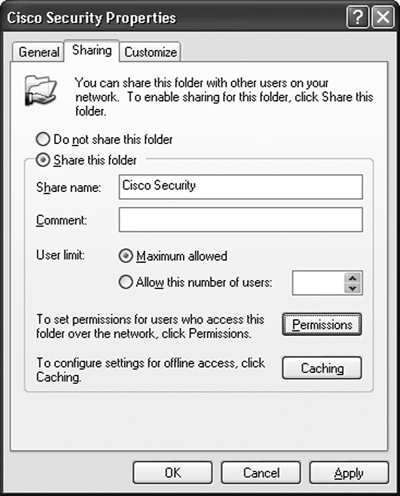 Cisco Security Properties
General Sharing Customize
You can share this folder with other users on your
network. To enable sharing for this folder, click Share this
folder.
Do not share this folder
Share this folder
Share name: Cisco Security
Comment:
User limit: Maximum allowed
Allow this number of users:
To set permissions for users who access this
folder over the network, click Permissions.
Permissions
To configure settings for offline access, click
Caching.
Caching
OK Cancel Apply